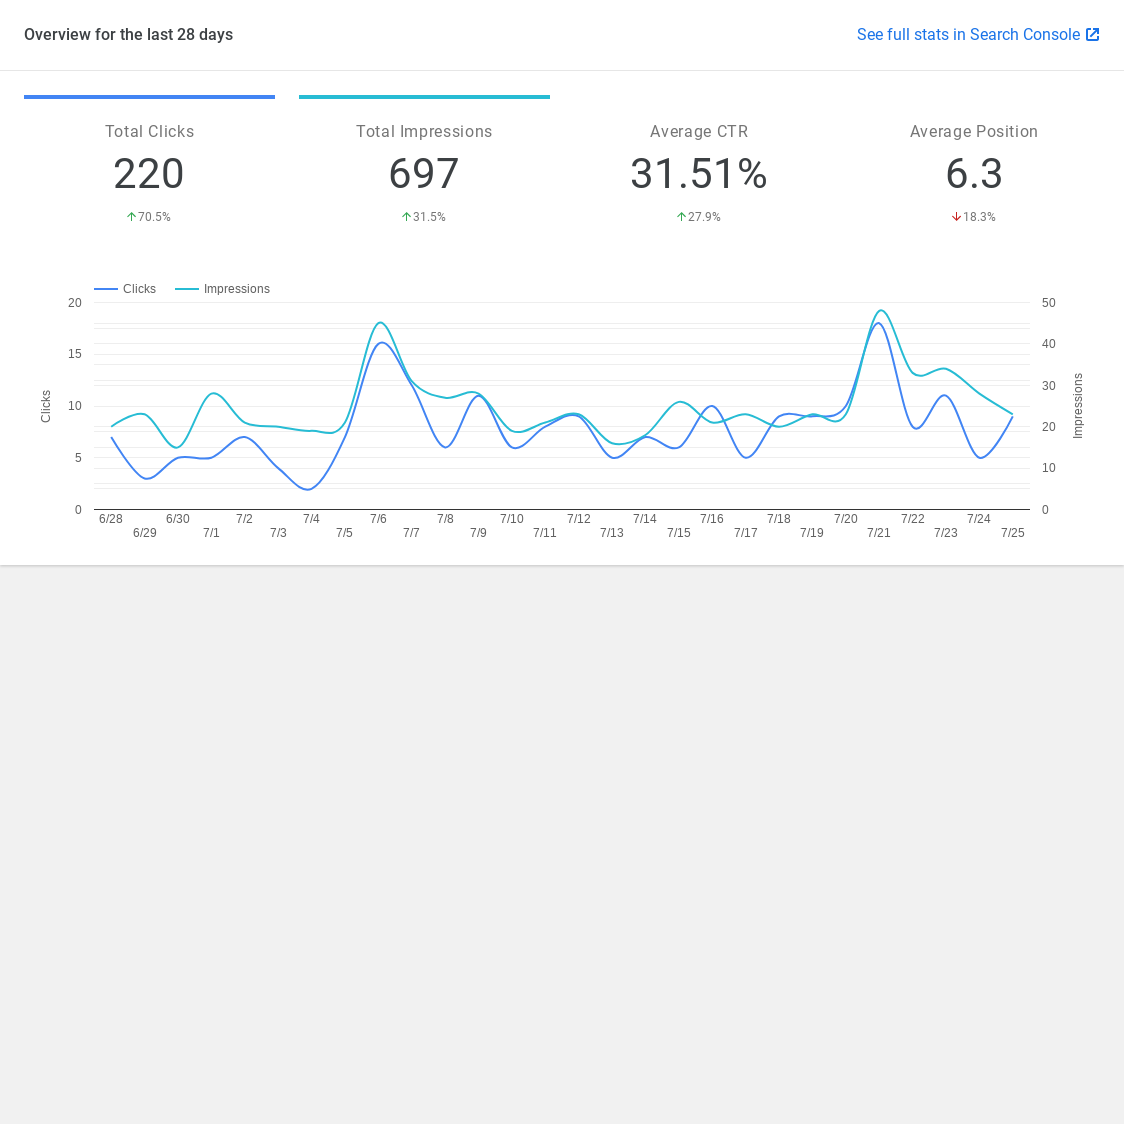 Overview for the last 28 days
See full stats in Search Console
Total Clicks
220
70.5%
Total Impressions
697
31.5%
Average CTR
31.51%
27.9%
Average Position
6.3
18.3%
Clicks Impressions
20 50
40
15
30
10
20
5
10
0 0
Clicks
Impressions
6/28 6/30 7/2 7/4 7/6 7/8 7/10 7/12 7/14 7/16 7/18 7/20 7/22 7/24
6/29 7/1 7/3 7/5 7/7 7/9 7/11 7/13 7/15 7/17 7/19 7/21 7/23 7/25